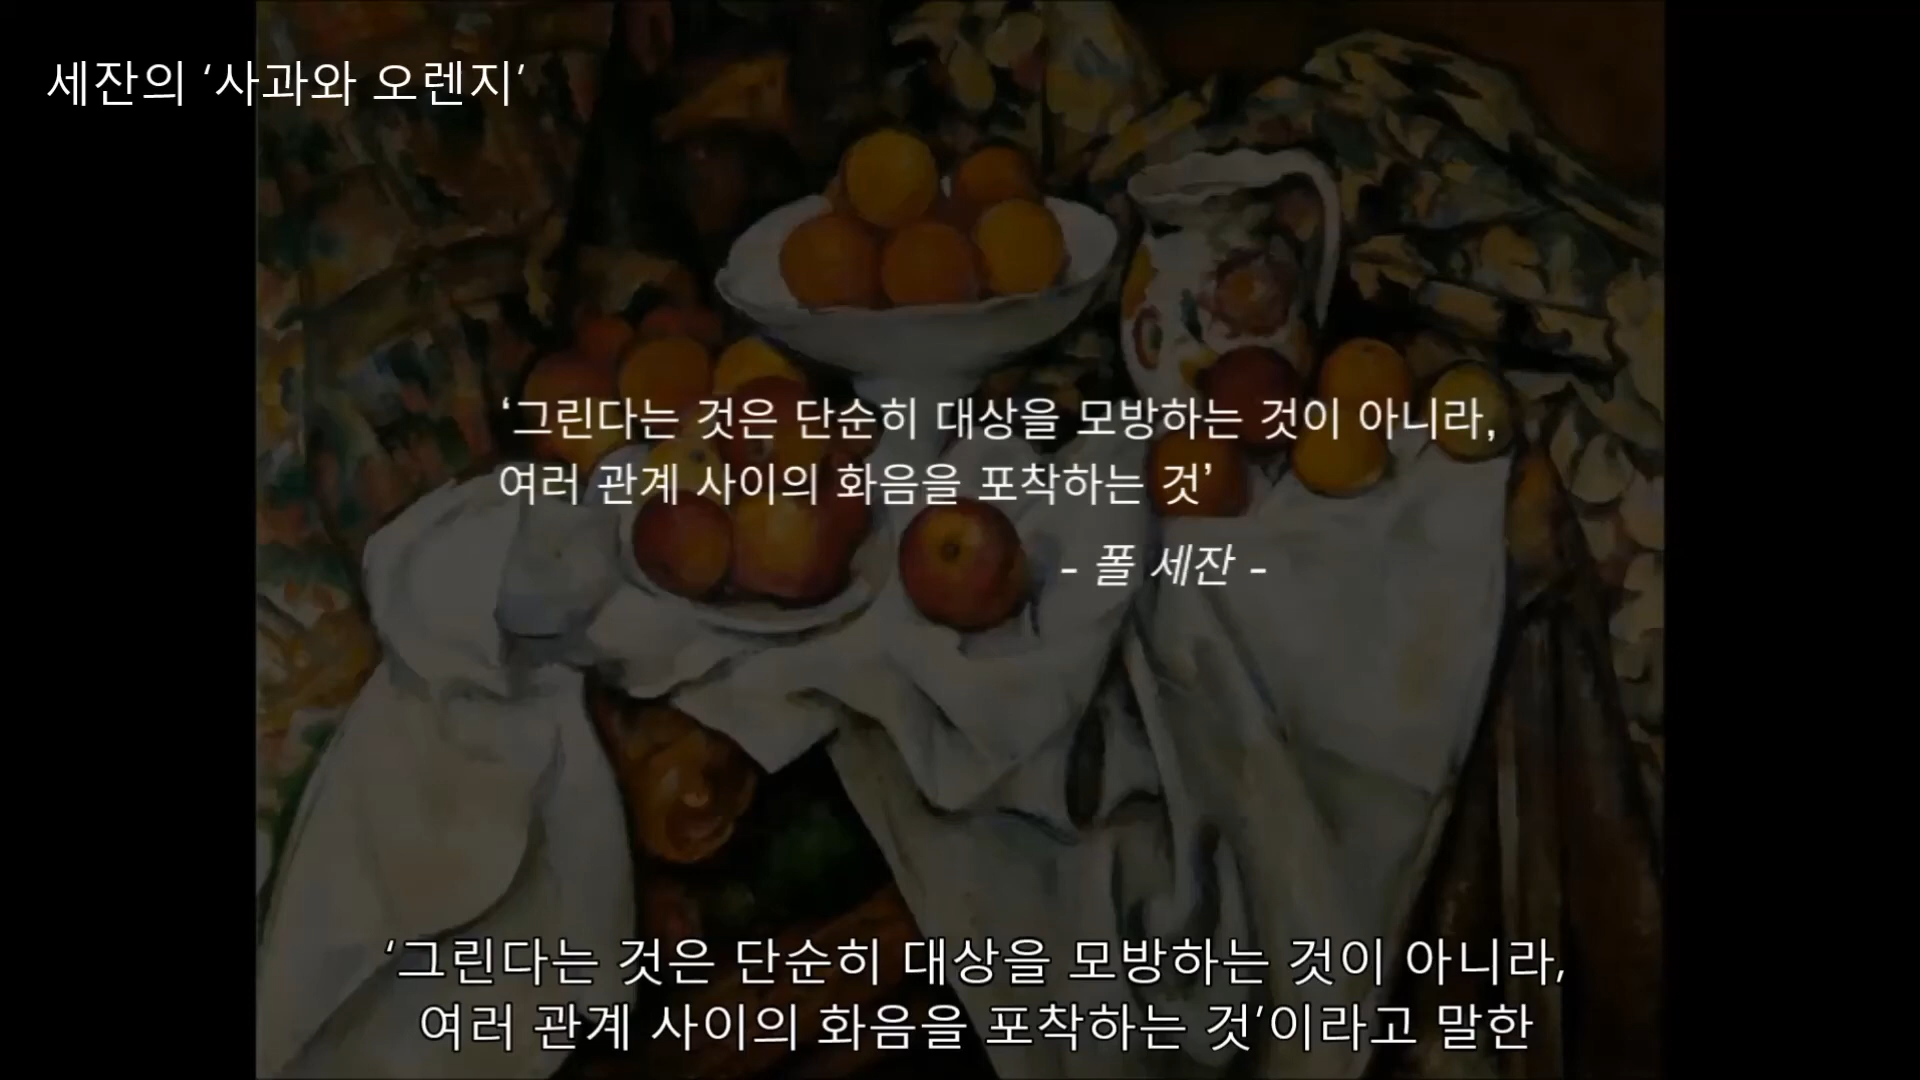 세잔의 ‘사과와 오렌지’
‘그린다는 것은 단순히 대상을 모방하는 것이 아니라,
여러 관계 사이의 화음을 포착하는 것’
- 폴 세잔 -
‘그린다는 것은 단순히 대상을 모방하는 것이 아니라,
여러 관계 사이의 화음을 포착하는 것’이라고 말한